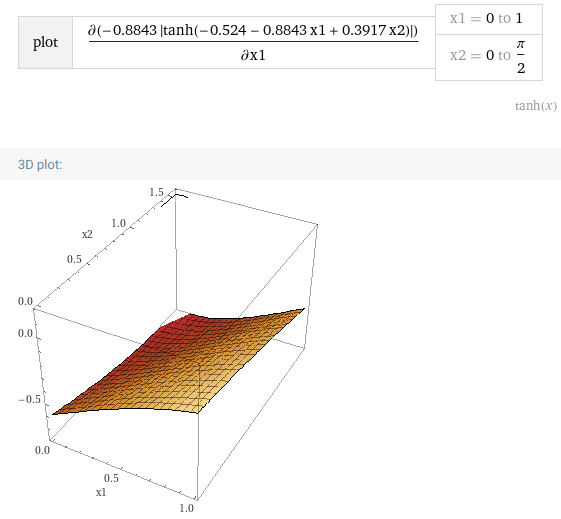 plot
∂(−0.8843 |tanh(−0.524 − 0.8843 x1 + 0.3917 x2)|)
∂x1
x1 = 0 to 1
x2 = 0 to π/2
tanh(x)
3D plot:
1.5
1.0
x2
0.5
0.0
0.0
−0.5
0.0
0.5
x1
1.0